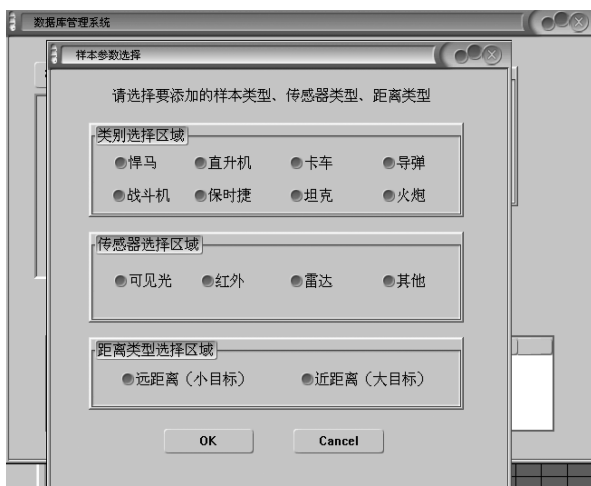 数据库管理系统
样本参数选择
请选择要添加的样本类型、传感器类型、距离类型
类别选择区域
悍马 直升机 卡车 导弹
战斗机 保时捷 坦克 火炮
传感器选择区域
可见光 红外 雷达 其他
距离类型选择区域
远距离（小目标） 近距离（大目标）
OK Cancel